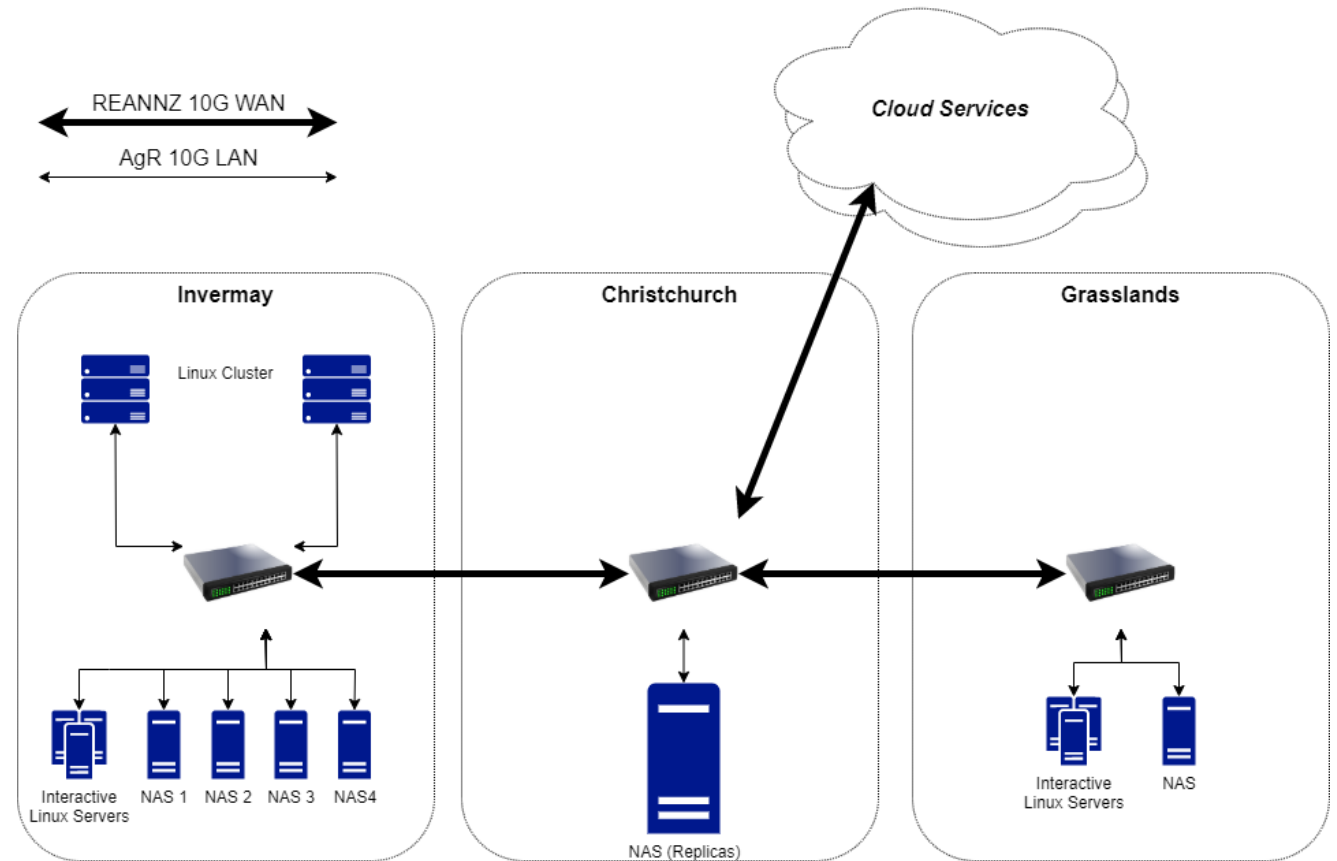 REANNZ 10G WAN
AgR 10G LAN
Cloud Services
Invermay
Christchurch
Grasslands
Linux Cluster
Interactive
Linux Servers
NAS 1
NAS 2
NAS 3
NAS4
NAS (Replicas)
Interactive
Linux Servers
NAS